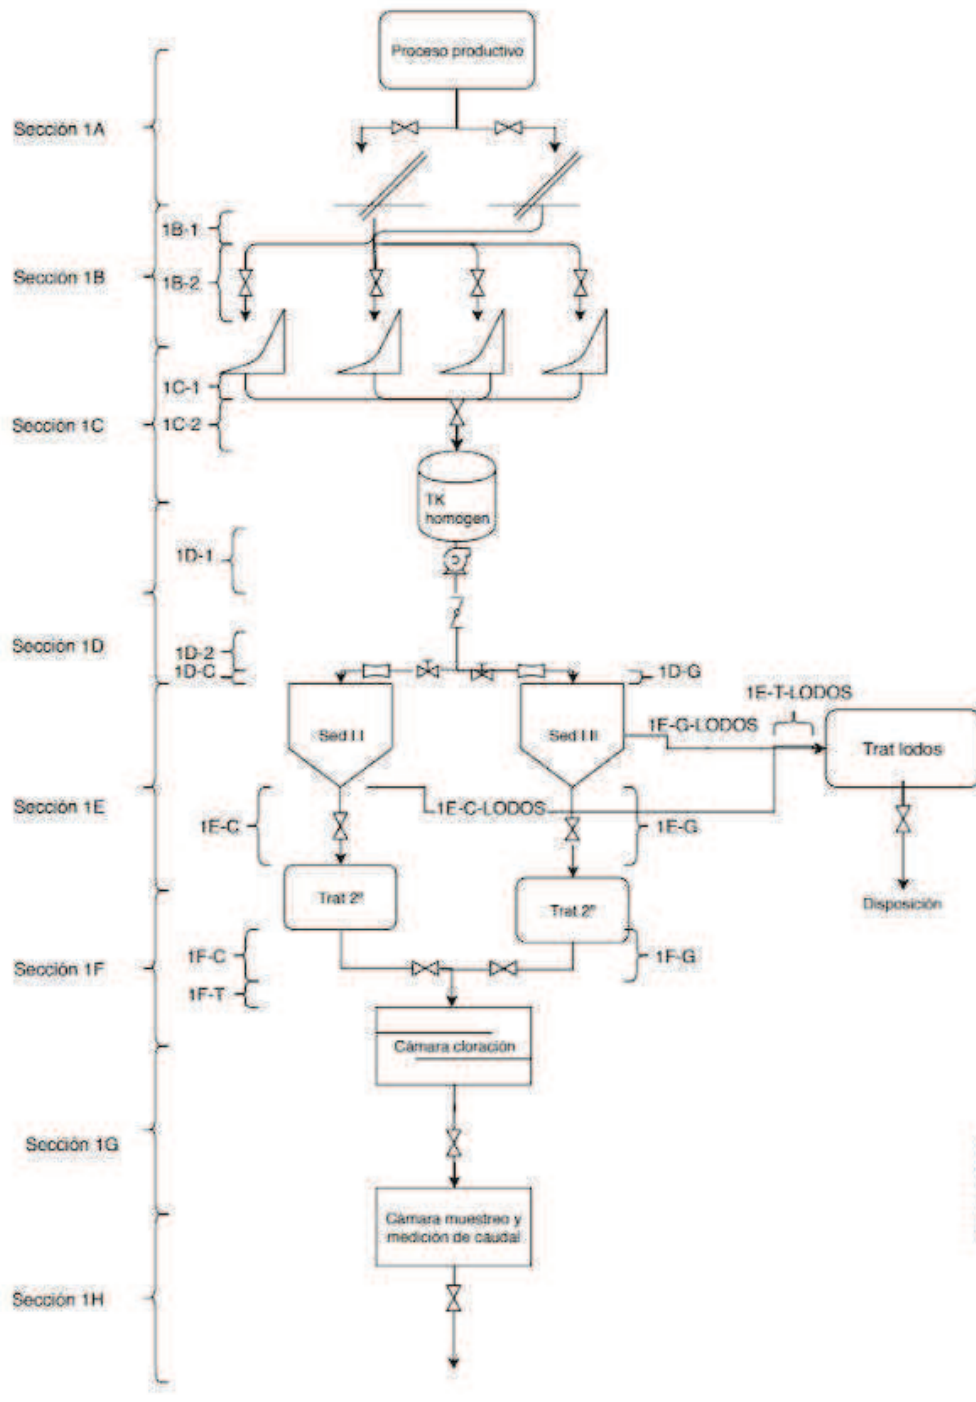 Proceso productivo
Sección 1A
1B-1
Sección 1B
1B-2
1C-1
Sección 1C
1C-2
TK
homogen
1D-1
Sección 1D
1D-2
1D-C
1D-G
1E-T-LODOS
1E-G-LODOS
Sed I I
Sed I II
Trat lodos
Sección 1E
1E-C-LODOS
1E-C
1E-G
Trat 2º
Trat 2º
Disposición
1F-C
1F-G
Sección 1F
1F-T
Cámara cloración
Sección 1G
Cámara muestreo y
medición de caudal
Sección 1H